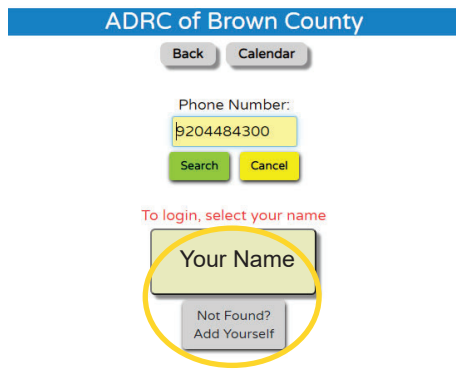 ADRC of Brown County
Back Calendar
Phone Number:
9204484300
Search Cancel
To login, select your name
Your Name
Not Found?
Add Yourself